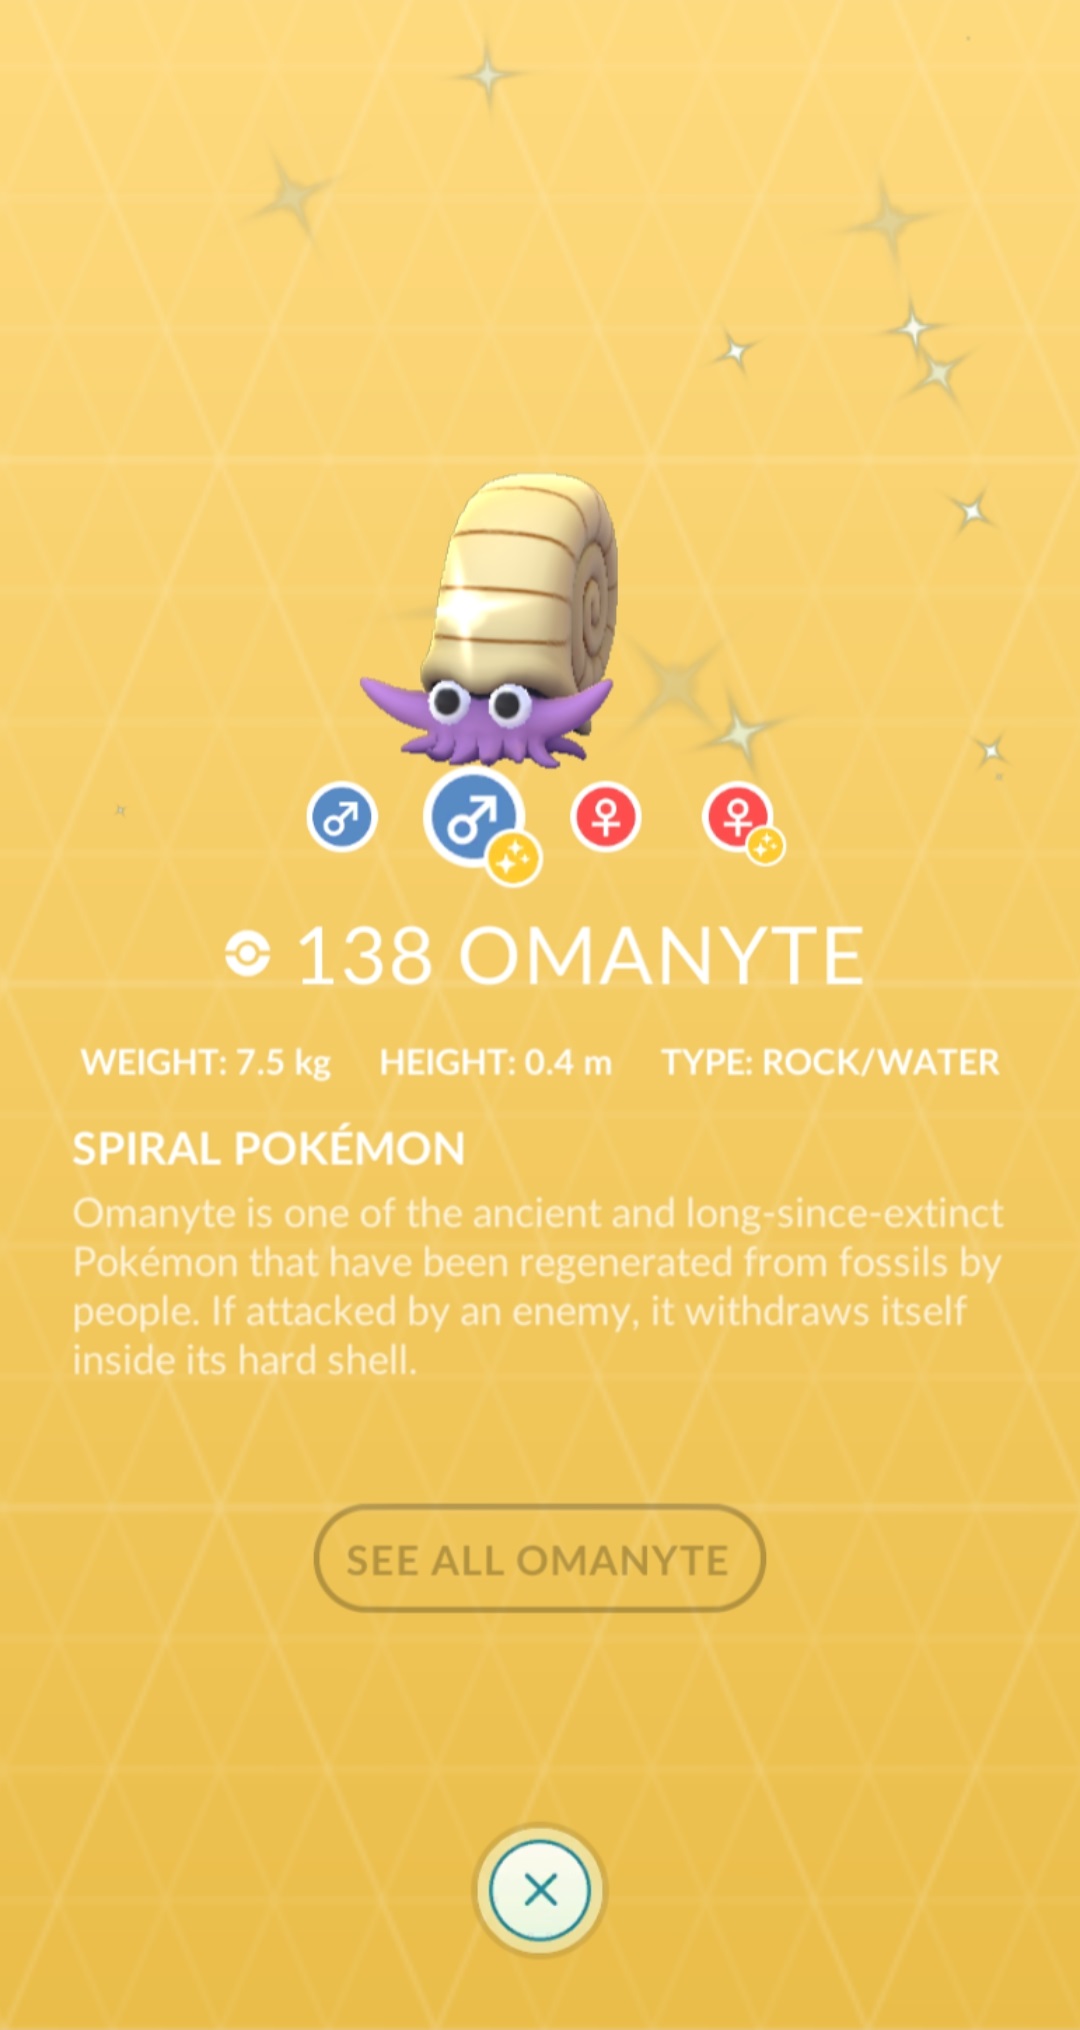 138 OMANYTE
WEIGHT: 7.5 kg HEIGHT: 0.4 m TYPE: ROCK/WATER
SPIRAL POKÉMON
Omanyte is one of the ancient and long-since-extinct
Pokémon that have been regenerated from fossils by
people. If attacked by an enemy, it withdraws itself
inside its hard shell.
SEE ALL OMANYTE